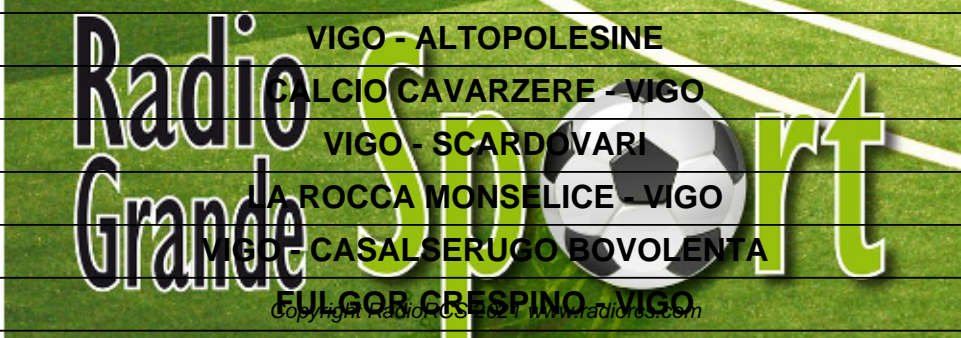 VIGO - ALTOPOLESINE
Radio
Grande
Sport
CALCIO CAVARZERE - VIGO
VIGO - SCARDOVARI
LA ROCCA MONSELICE - VIGO
VIGO - CASALSERUGO BOVOLENTA
FULGOR CRESPINO - VIGO
Copyright RadioRCS 2021 www.radiorcs.com